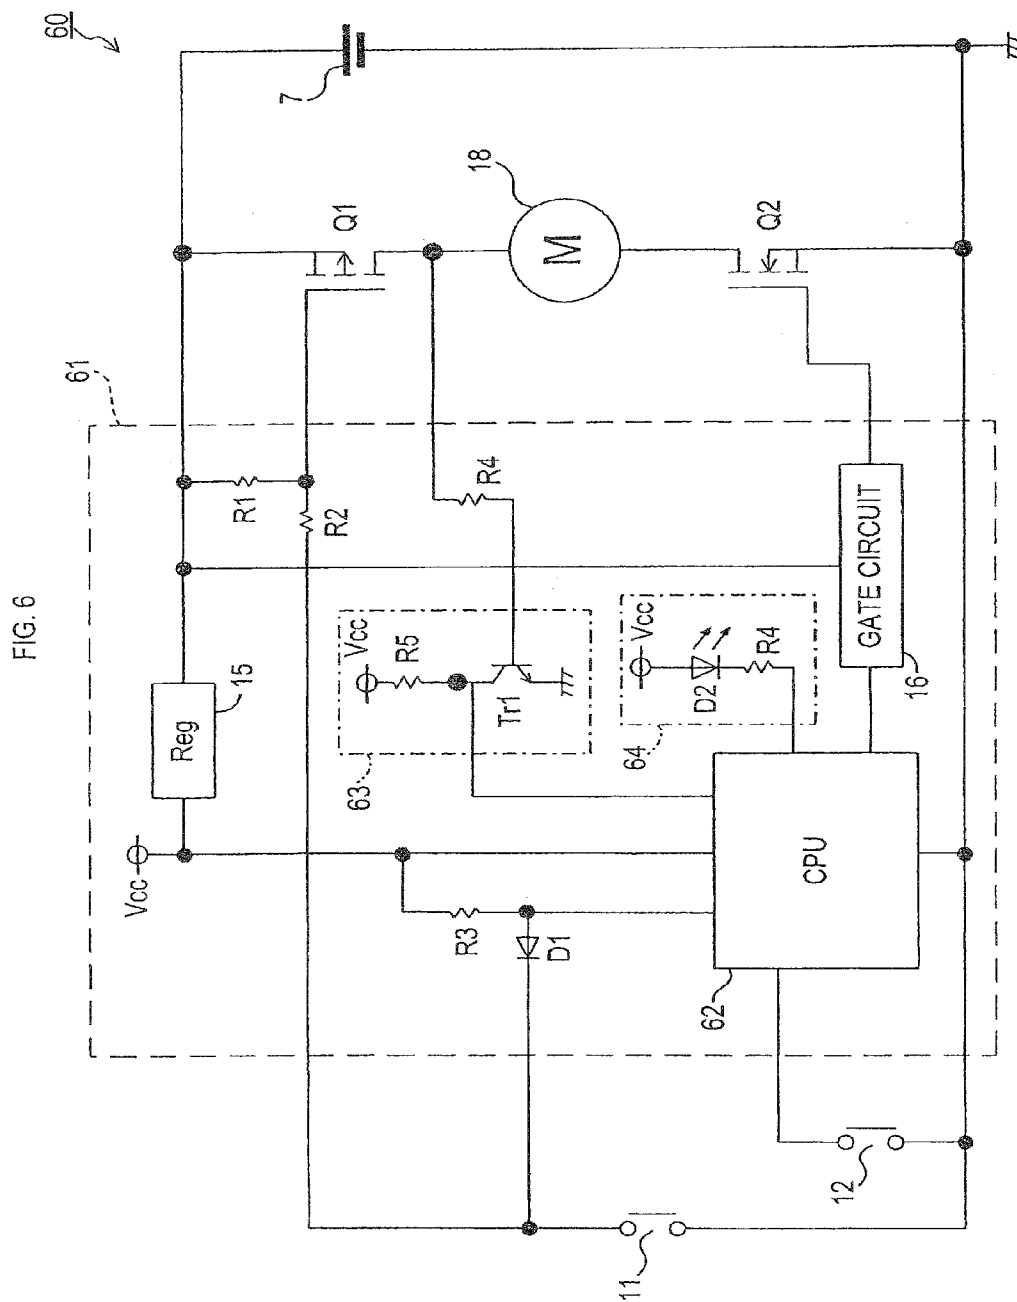 FIG. 6
60
61
Vcc
Reg
15
R1
R2
Q1
7
R3
D1
63
Vcc
R5
Tr1
R4
18
M
64
Vcc
D2
R4
Q2
62
CPU
16
GATE CIRCUIT
11
12